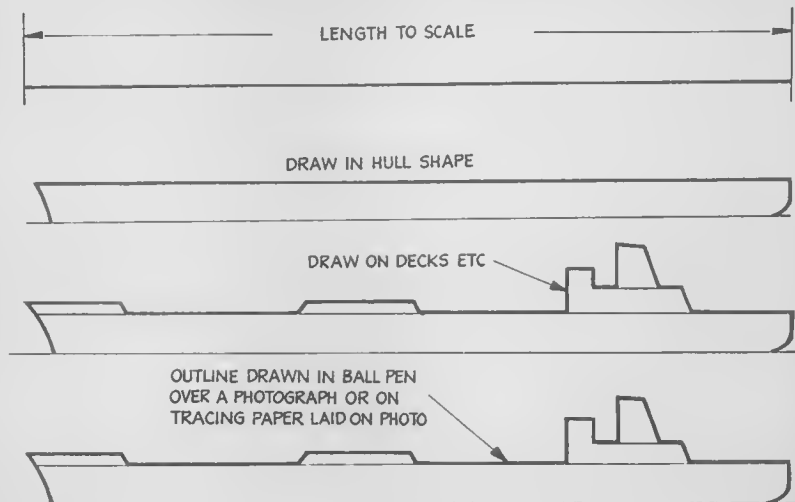 LENGTH TO SCALE
DRAW IN HULL SHAPE
DRAW ON DECKS ETC
OUTLINE DRAWN IN BALL PEN
OVER A PHOTOGRAPH OR ON
TRACING PAPER LAID ON PHOTO